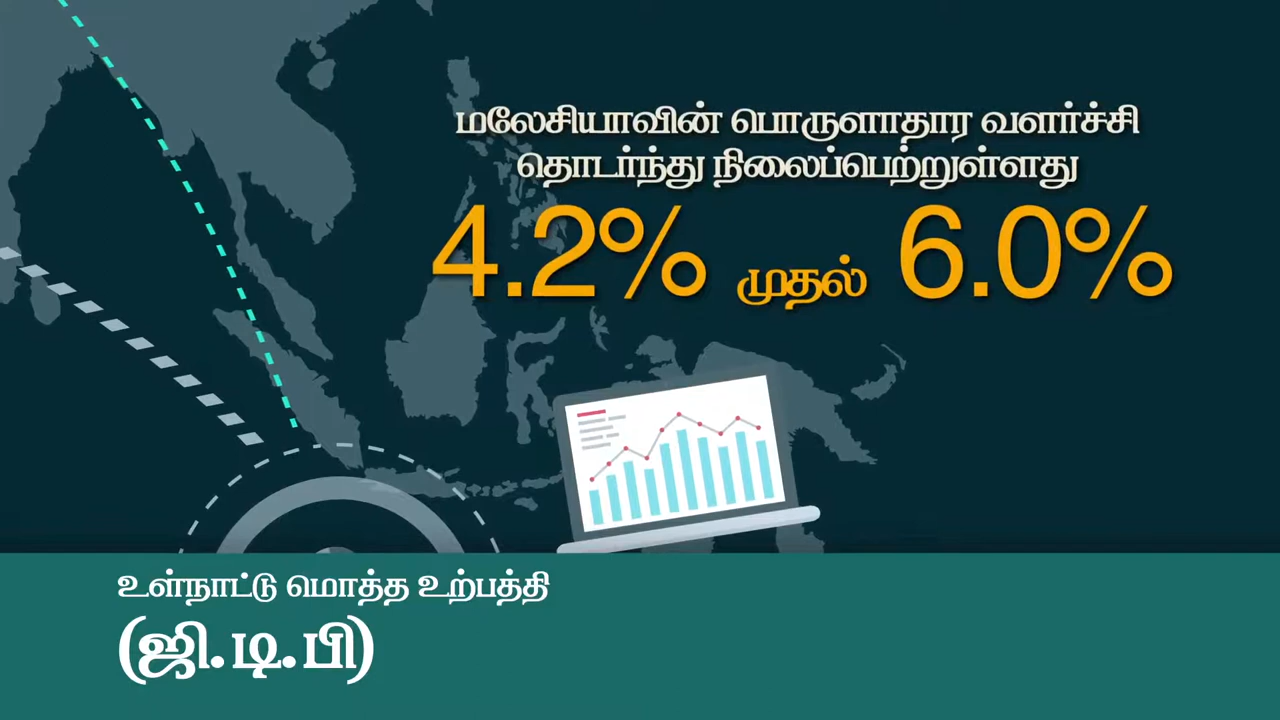 மலேசியாவின் பொருளாதார வளர்ச்சி
தொடர்ந்து நிலைப்பெற்றுள்ளது
4.2% முதல் 6.0%
உள்நாட்டு மொத்த உற்பத்தி
(ஜி.டி.பி)